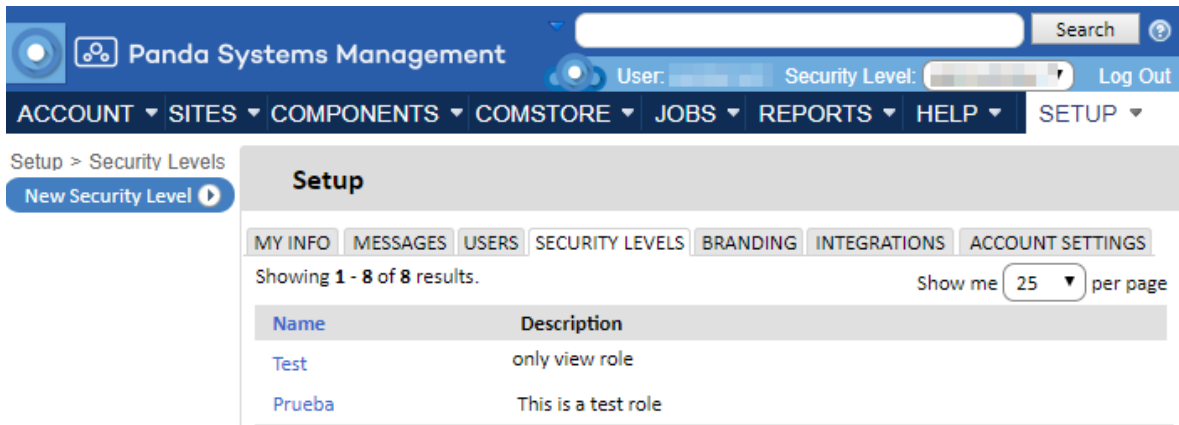 Search
Panda Systems Management
User: Security Level: Log Out
ACCOUNT SITES COMPONENTS COMSTORE JOBS REPORTS HELP SETUP
Setup > Security Levels
New Security Level
Setup
MY INFO MESSAGES USERS SECURITY LEVELS BRANDING INTEGRATIONS ACCOUNT SETTINGS
Showing 1 - 8 of 8 results.
Show me 25 per page
Name Description
Test only view role
Prueba This is a test role